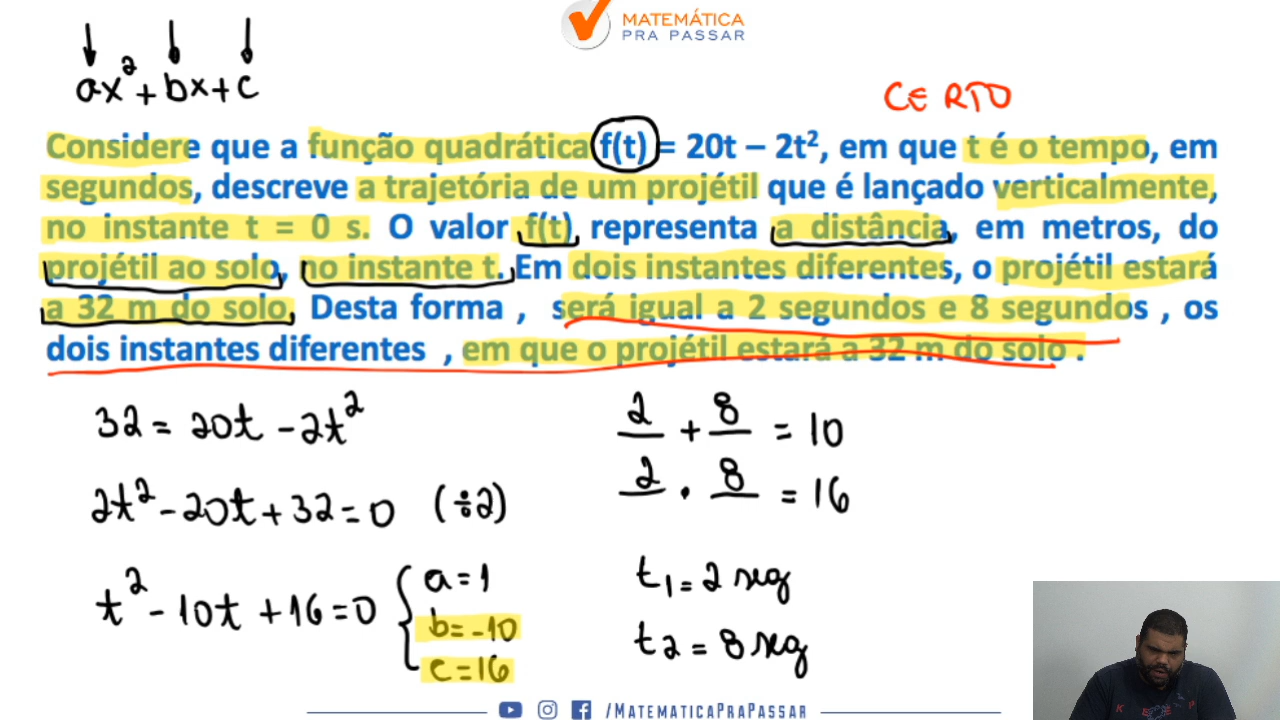 MATEMÁTICA
PRA PASSAR
ax²+bx+c
CERTO
Considere que a função quadrática f(t) = 20t – 2t², em que t é o tempo, em
segundos, descreve a trajetória de um projétil que é lançado verticalmente,
no instante t = 0 s. O valor f(t) representa a distância, em metros, do
projétil ao solo, no instante t. Em dois instantes diferentes, o projétil estará
a 32 m do solo. Desta forma , será igual a 2 segundos e 8 segundos , os
dois instantes diferentes , em que o projétil estará a 32 m do solo .
32 = 20t - 2t²
2t² - 20t + 32 = 0 (÷2)
t² - 10t + 16 = 0
a = 1
b = -10
c = 16
2 + 8 = 10
2 . 8 = 16
t1 = 2 seg
t2 = 8 seg
/MATEMATICAPRAPASSAR